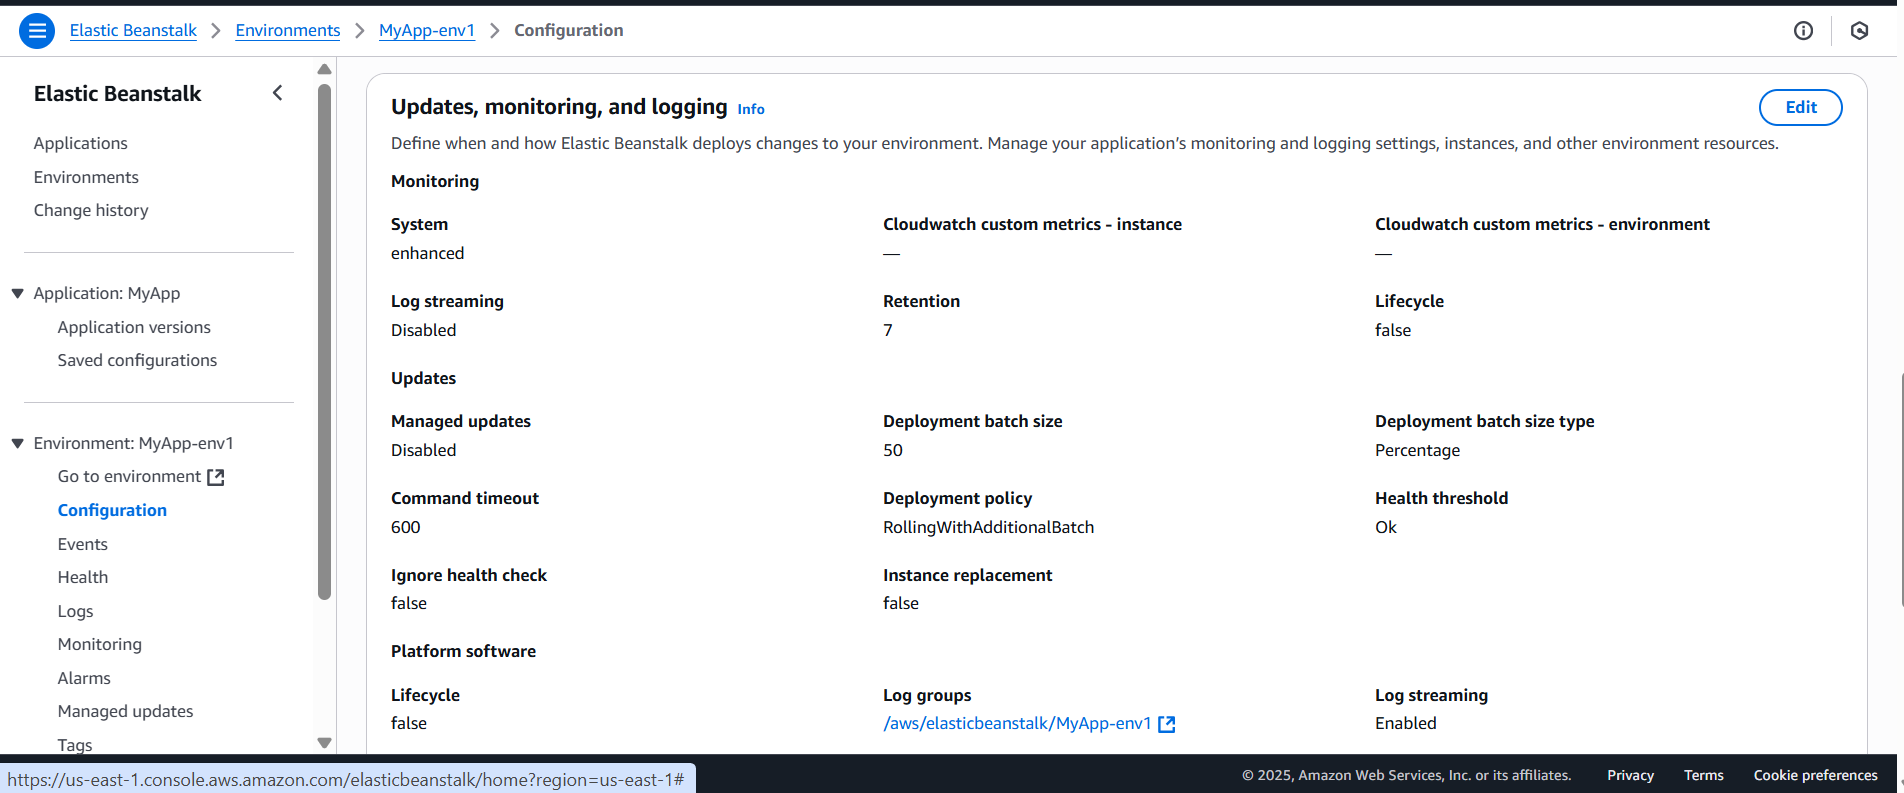 Elastic Beanstalk > Environments > MyApp-env1 > Configuration
Elastic Beanstalk
Applications
Environments
Change history
Application: MyApp
Application versions
Saved configurations
Environment: MyApp-env1
Go to environment
Configuration
Events
Health
Logs
Monitoring
Alarms
Managed updates
Tags
Updates, monitoring, and logging Info
Edit
Define when and how Elastic Beanstalk deploys changes to your environment. Manage your application’s monitoring and logging settings, instances, and other environment resources.
Monitoring
System
enhanced
Cloudwatch custom metrics - instance
—
Cloudwatch custom metrics - environment
—
Log streaming
Disabled
Retention
7
Lifecycle
false
Updates
Managed updates
Disabled
Deployment batch size
50
Deployment batch size type
Percentage
Command timeout
600
Deployment policy
RollingWithAdditionalBatch
Health threshold
Ok
Ignore health check
false
Instance replacement
false
Platform software
Lifecycle
false
Log groups
/aws/elasticbeanstalk/MyApp-env1
Log streaming
Enabled
https://us-east-1.console.aws.amazon.com/elasticbeanstalk/home?region=us-east-1#
© 2025, Amazon Web Services, Inc. or its affiliates.
Privacy
Terms
Cookie preferences